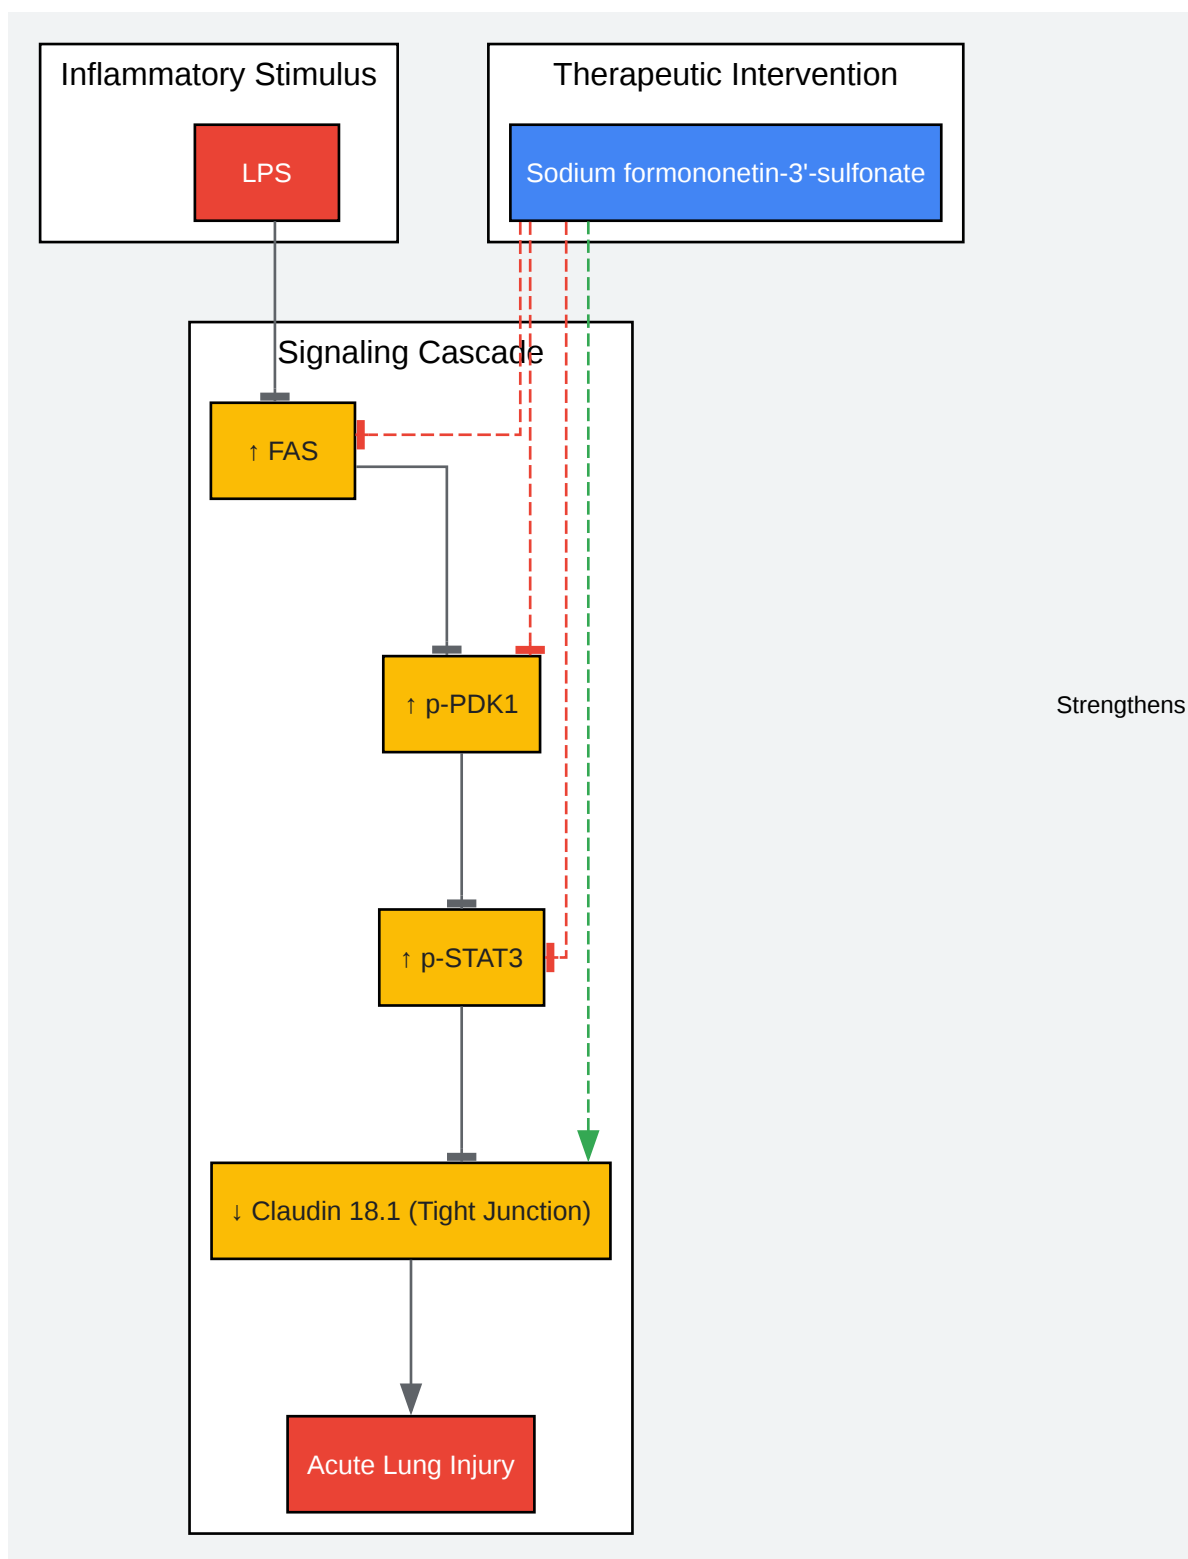 Inflammatory Stimulus
Therapeutic Intervention
LPS
Sodium formononetin-3'-sulfonate
Signaling Cascade
↑ FAS
↑ p-PDK1
Strengthens
↑ p-STAT3
↓ Claudin 18.1 (Tight Junction)
Acute Lung Injury